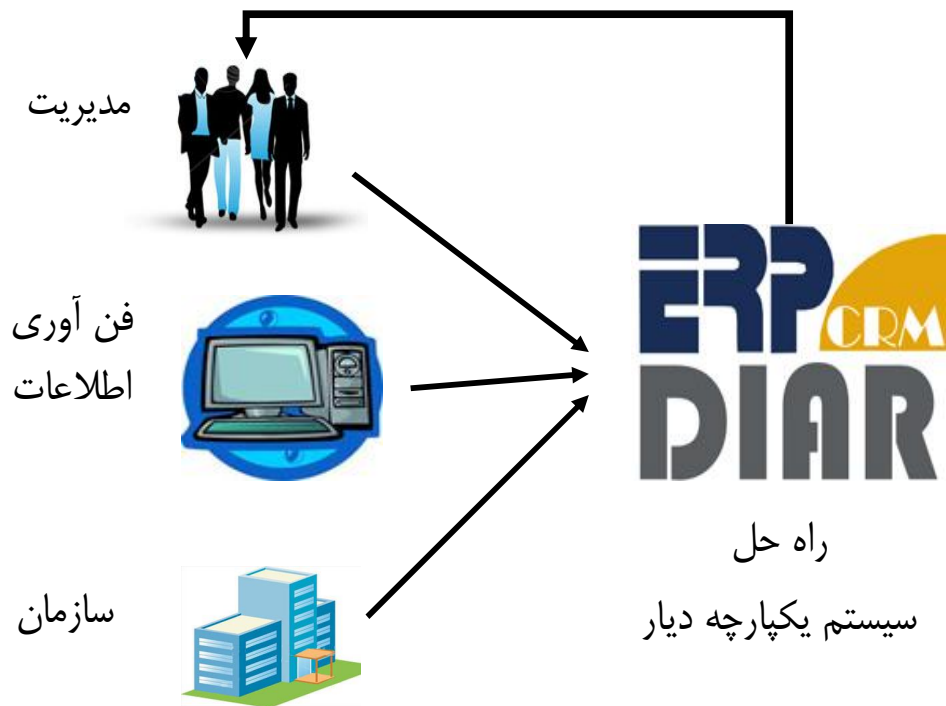 مدیریت
فن آوری
اطلاعات
سازمان
ERP
CRM
DIAR
راه حل
سیستم یکپارچه دیار